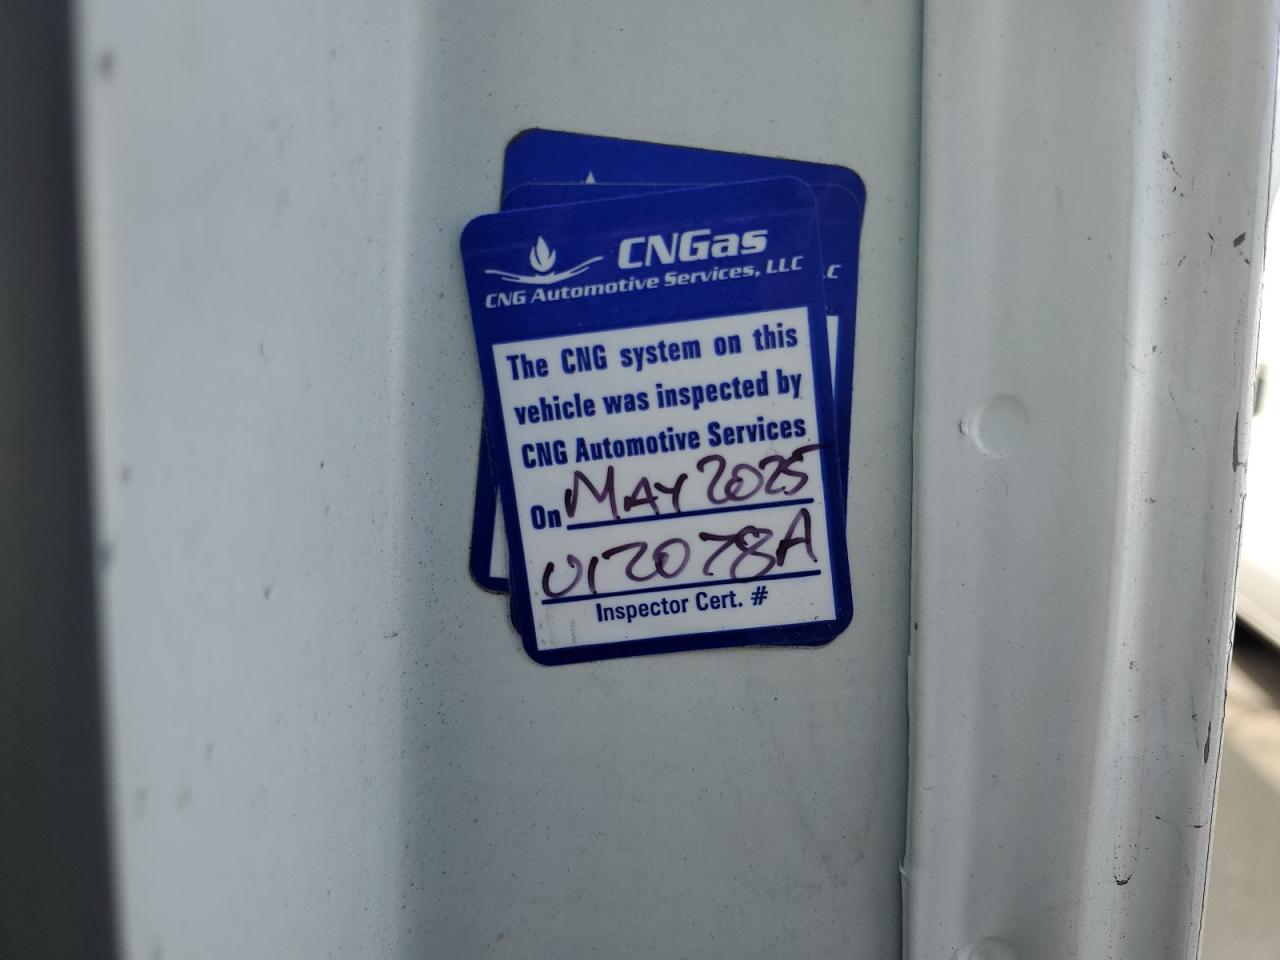 CNGas
CNG Automotive Services, LLC
.C
The CNG system on this
vehicle was inspected by
CNG Automotive Services
On MAY 2025
U12078A
Inspector Cert. #